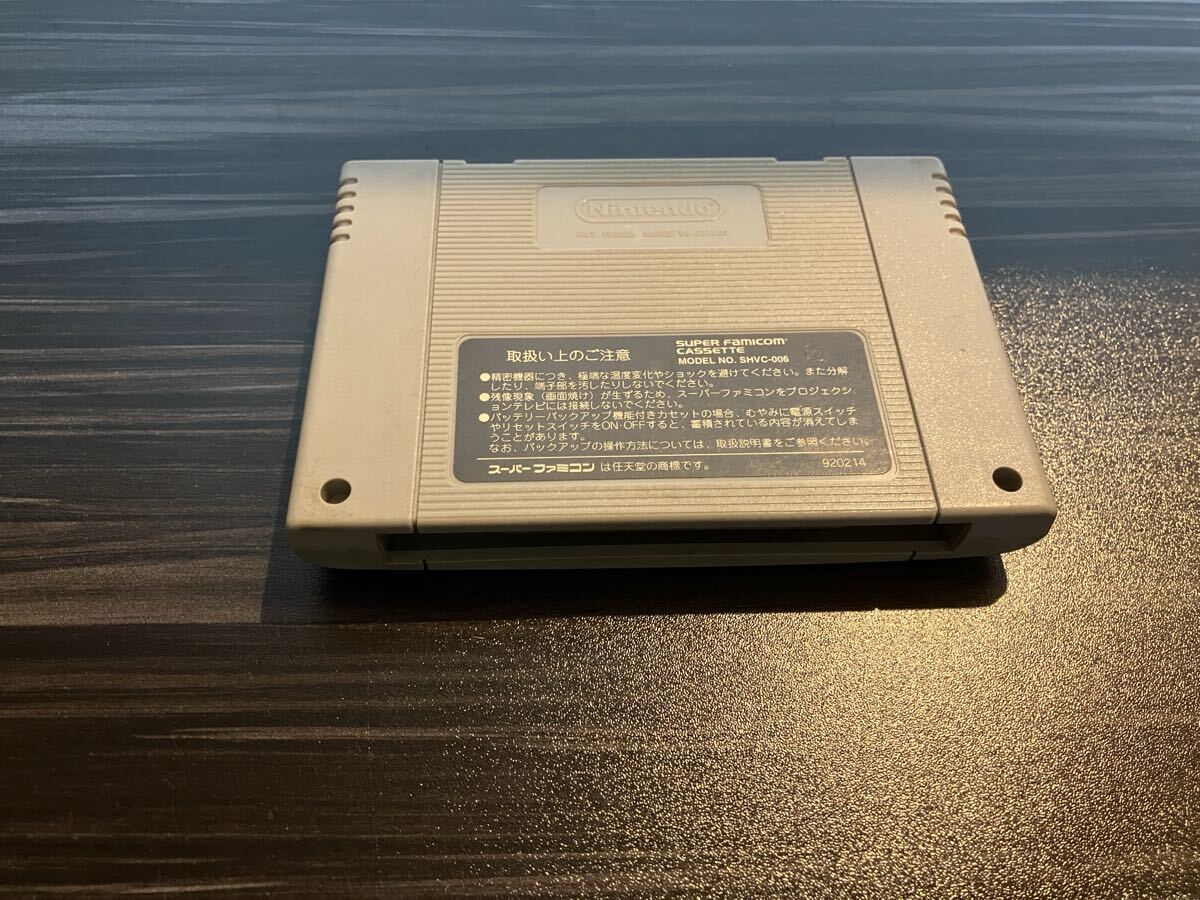 Nintendo
PAT. PEND. MADE IN JAPAN
取扱い上のご注意
SUPER FAMICOM
CASSETTE
MODEL NO. SHVC-006
●精密機器につき、極端な温度変化やショックを避けてください。また分解
したり、端子部を汚したりしないでください。
●残像現象（画面焼け）が生ずるため、スーパーファミコンをプロジェクシ
ョンテレビには接続しないでください。
●バッテリーバックアップ機能付きカセットの場合、むやみに電源スイッチ
やリセットスイッチをON・OFFすると、蓄積されている内容が消えてしま
うことがあります。
なお、バックアップの操作方法については、取扱説明書をご参照ください。
スーパーファミコンは任天堂の商標です。
920214